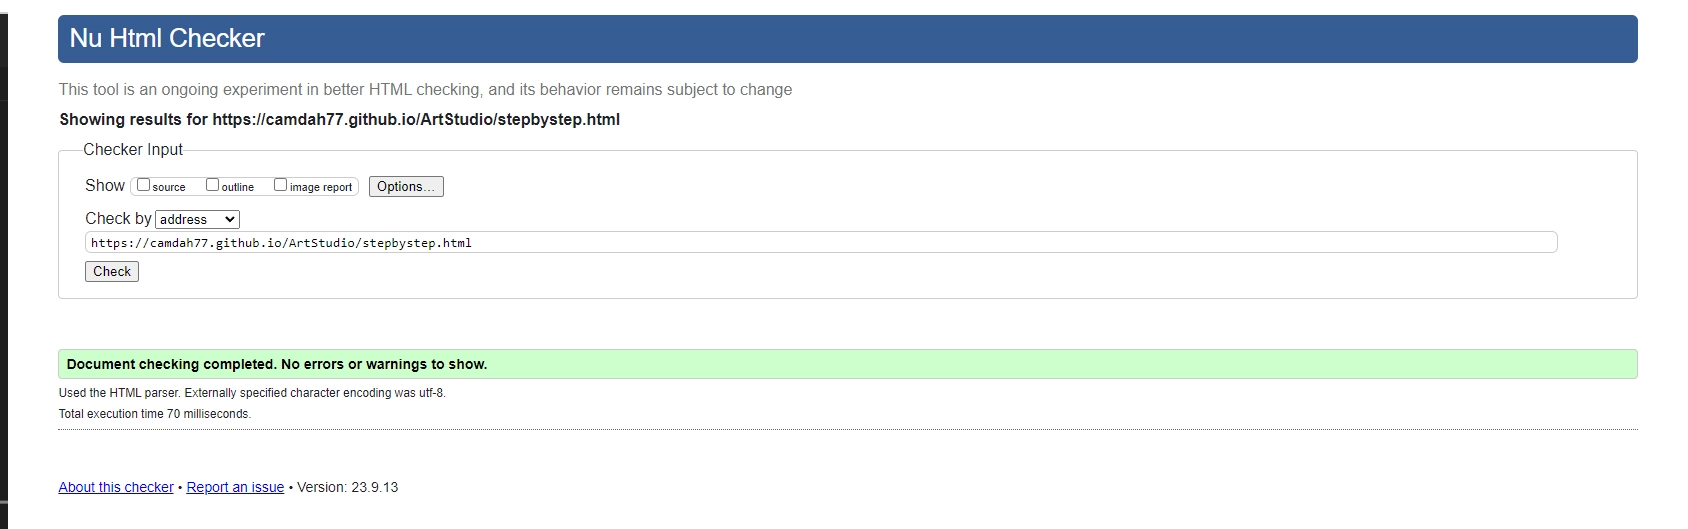 Nu Html Checker
This tool is an ongoing experiment in better HTML checking, and its behavior remains subject to change
Showing results for https://camdah77.github.io/ArtStudio/stepbystep.html
Checker Input
Show source outline image report Options...
Check by address
https://camdah77.github.io/ArtStudio/stepbystep.html
Check
Document checking completed. No errors or warnings to show.
Used the HTML parser. Externally specified character encoding was utf-8.
Total execution time 70 milliseconds.
About this checker • Report an issue • Version: 23.9.13